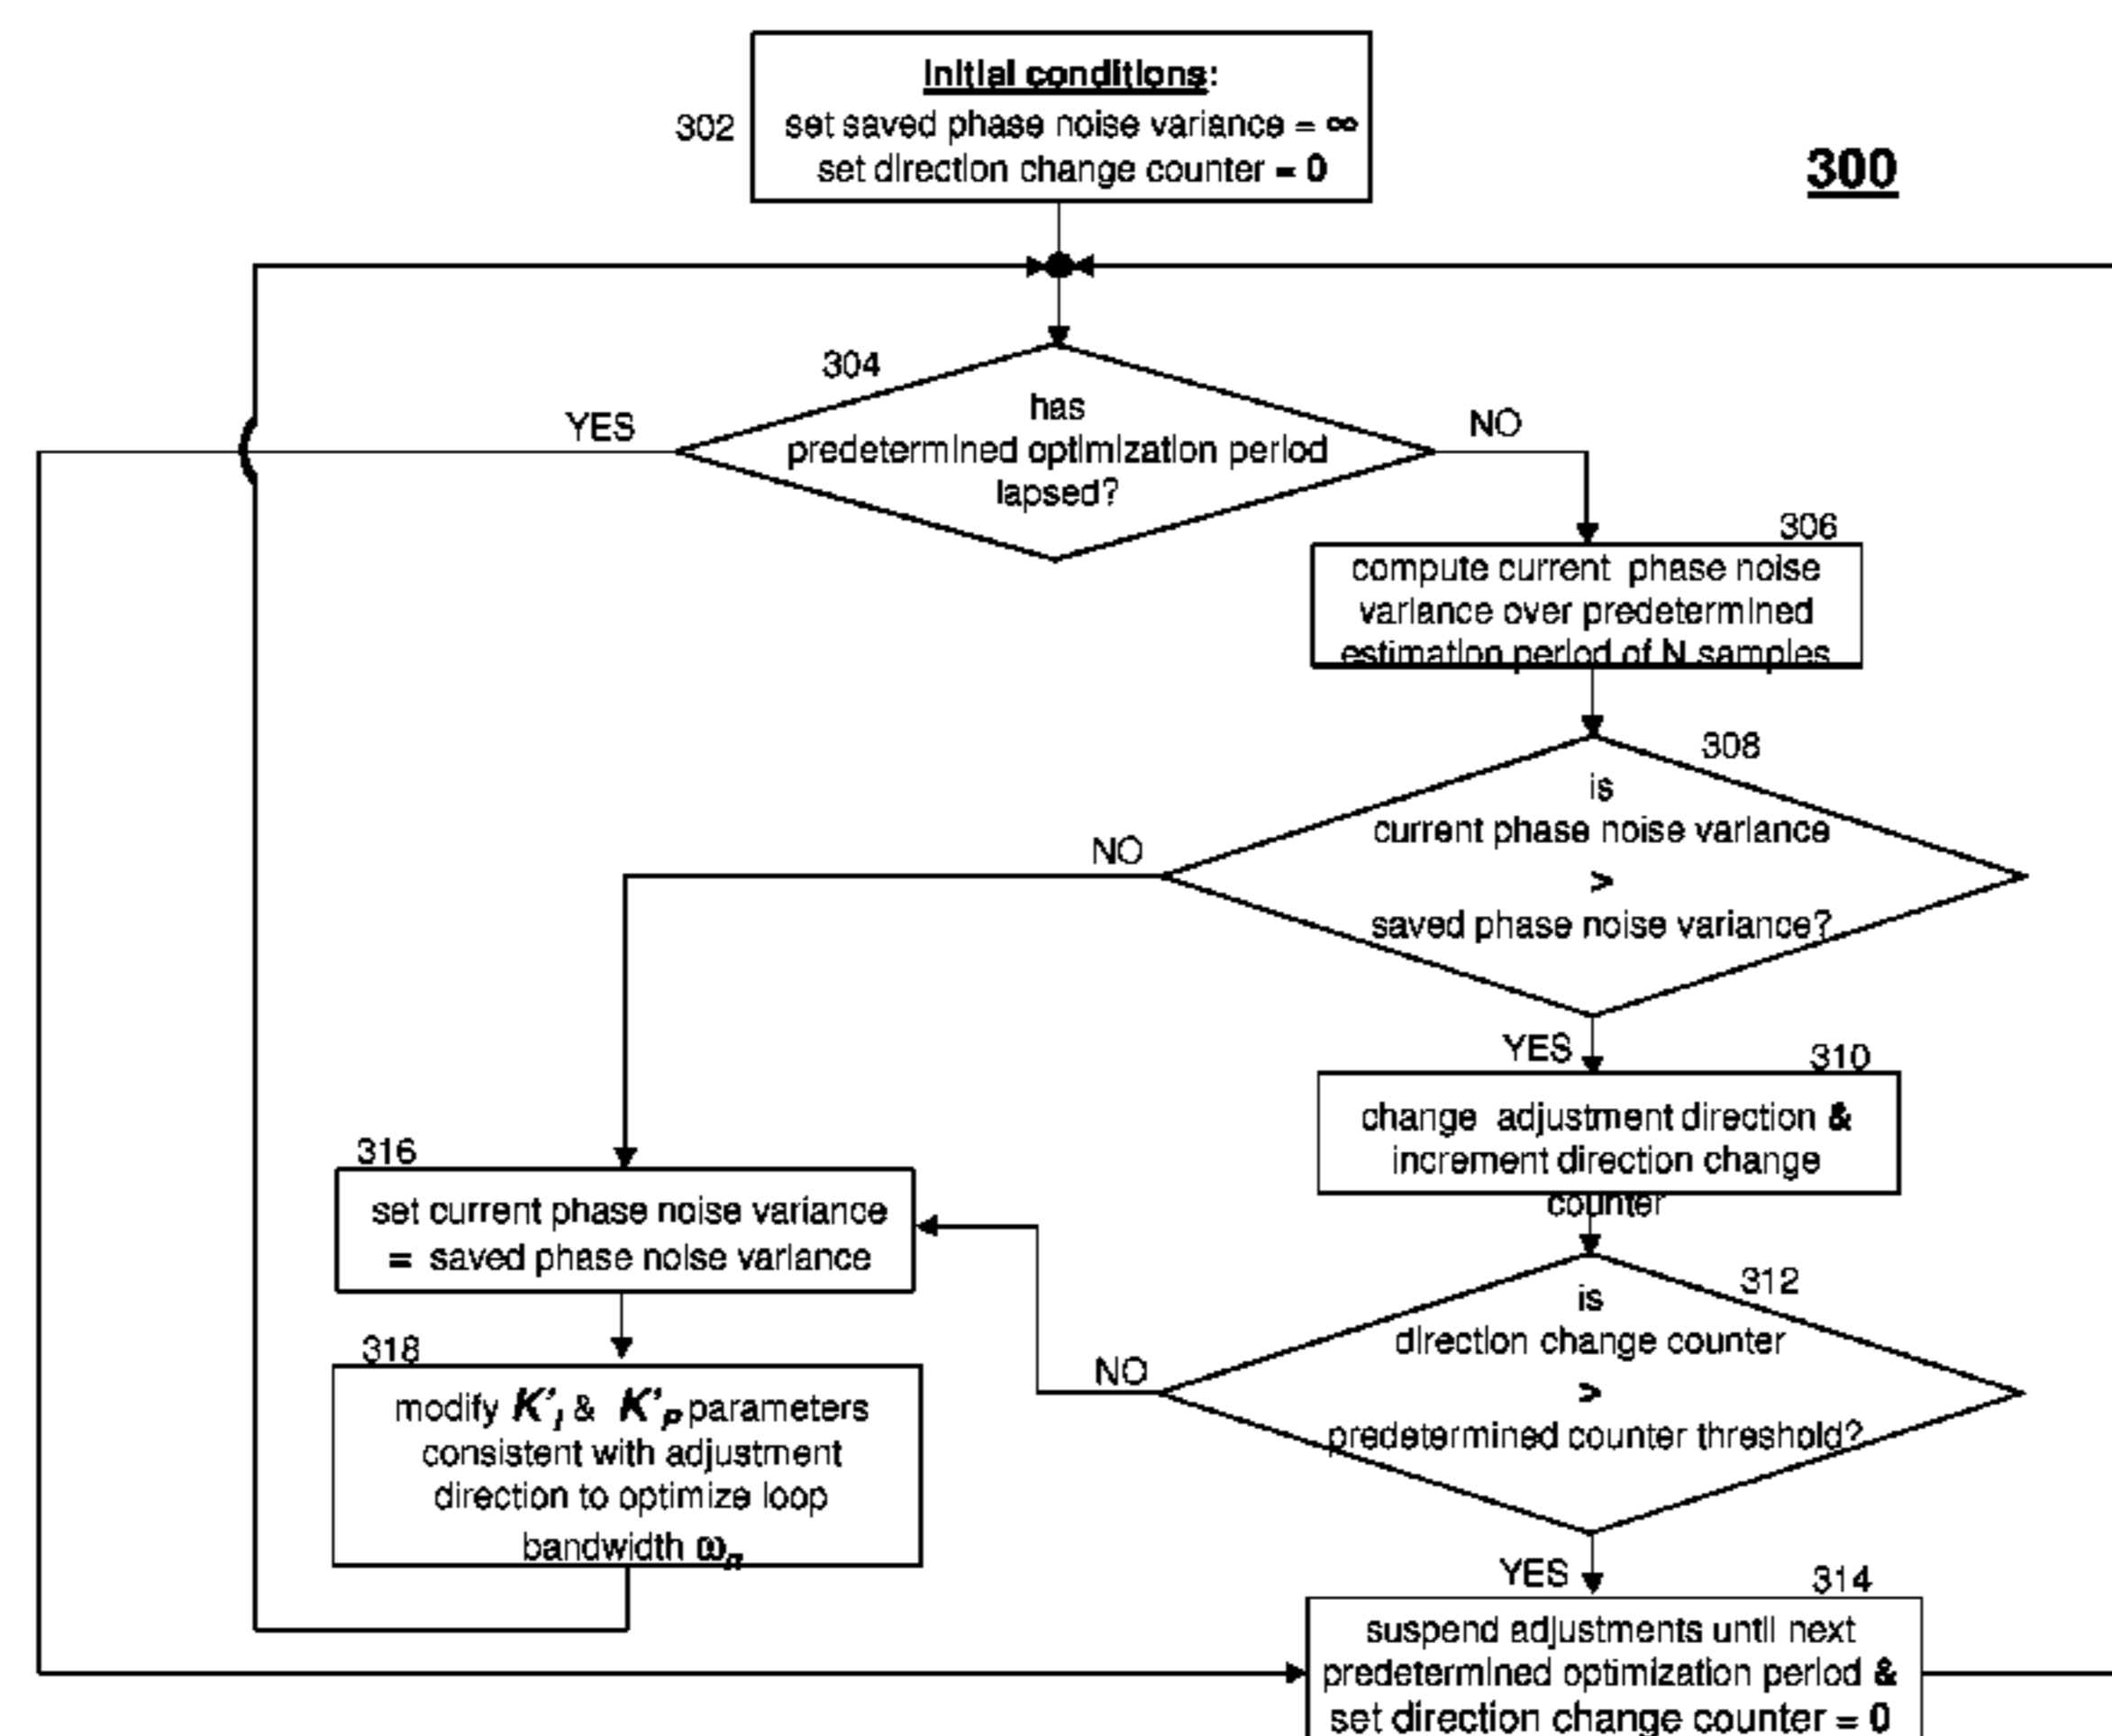 Initial conditions:
302
set saved phase noise variance = ∞
set direction change counter = 0
300
304
has
predetermined optimization period
lapsed?
YES
NO
306
compute current phase noise
variance over predetermined
estimation period of N samples
308
is
current phase noise variance
>
saved phase noise variance?
NO
YES
310
change adjustment direction &
increment direction change
counter
316
set current phase noise variance
= saved phase noise variance
312
is
direction change counter
>
predetermined counter threshold?
NO
YES
318
modify K'I & K'P parameters
consistent with adjustment
direction to optimize loop
bandwidth ωn
314
suspend adjustments until next
predetermined optimization period &
set direction change counter = 0